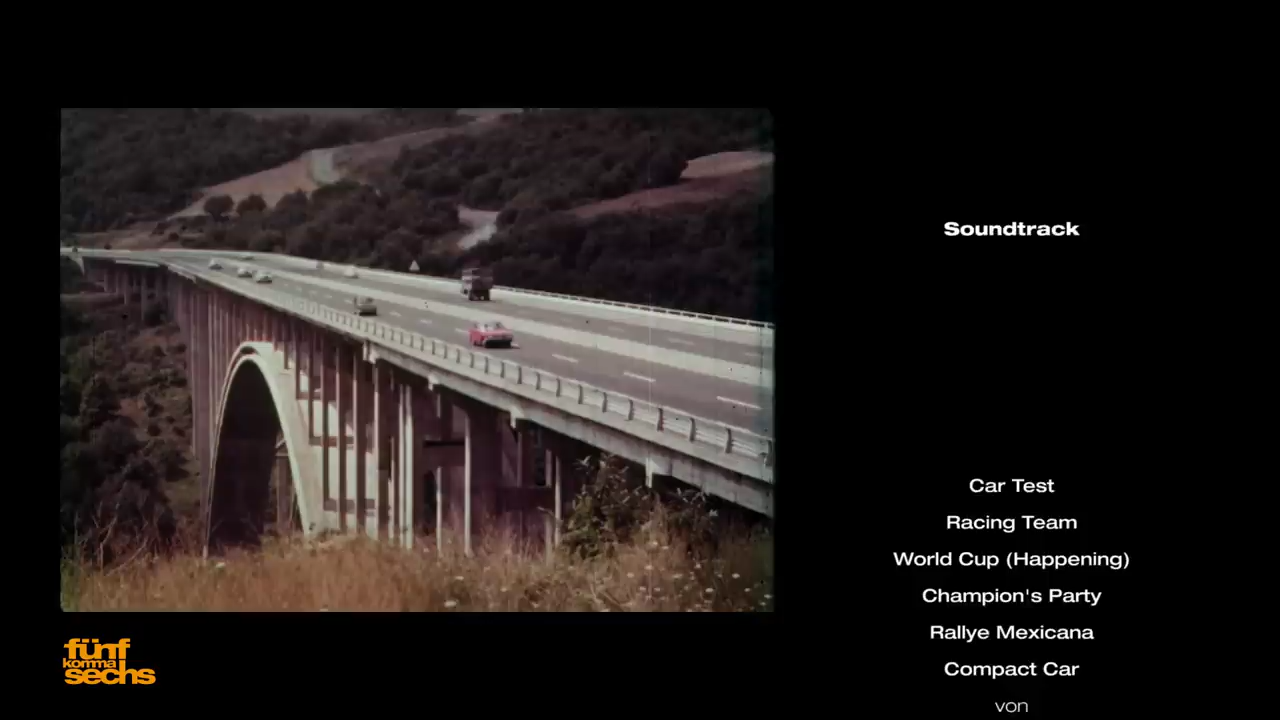 Soundtrack
Car Test
Racing Team
World Cup (Happening)
Champion's Party
Rallye Mexicana
Compact Car
von
fünf
komma
sechs